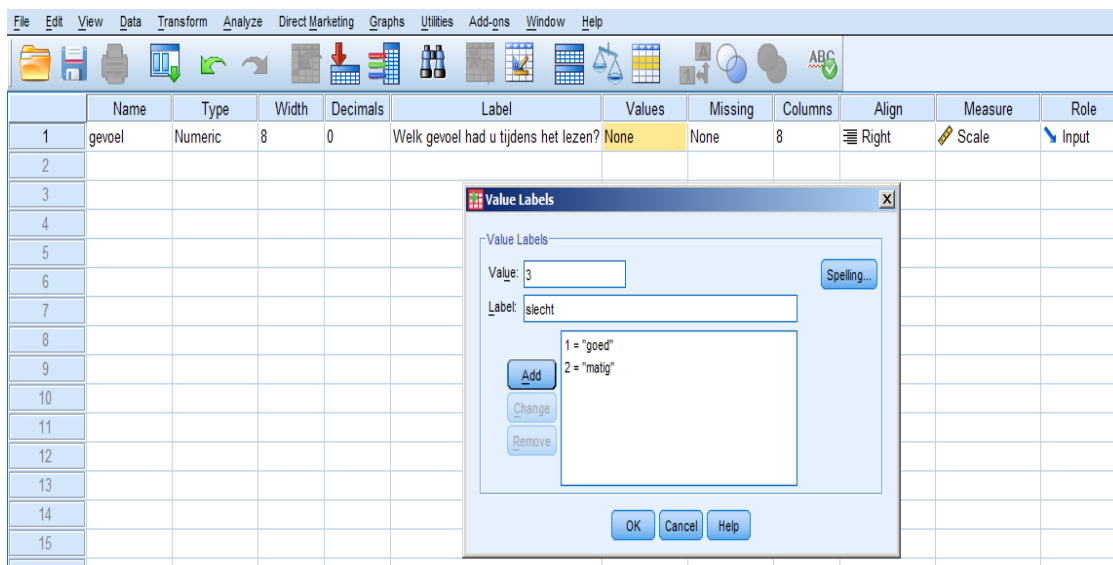 File Edit View Data Transform Analyze Direct Marketing Graphs Utilities Add-ons Window Help
A
1
ABC
Name Type Width Decimals Label Values Missing Columns Align Measure Role
1 gevoel Numeric 8 0 Welk gevoel had u tijdens het lezen? None None 8 Right Scale Input
2
3
4
5
6
7
8
9
10
11
12
13
14
15
Value Labels
Value Labels
Value: 3
Spelling...
Label: slecht
1 = "goed"
2 = "matig"
Add
Change
Remove
OK Cancel Help